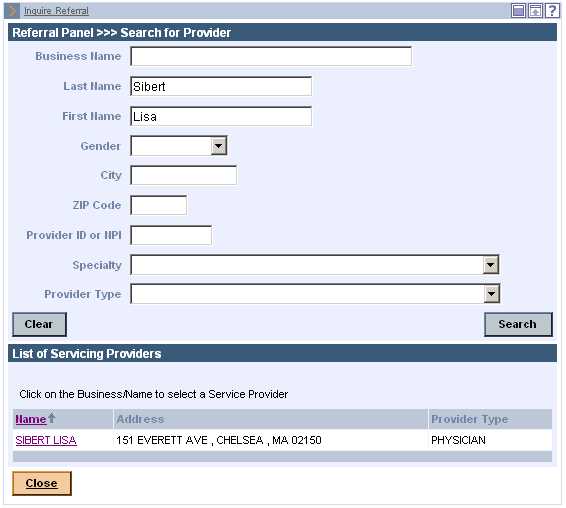 Inquire Referral
?
Referral Panel >>> Search for Provider
Business Name
Last Name Sibert
First Name Lisa
Gender
City
ZIP Code
Provider ID or NPI
Specialty
Provider Type
Clear Search
List of Servicing Providers
Click on the Business/Name to select a Service Provider
Name Address Provider Type
SIBERT LISA 151 EVERETT AVE , CHELSEA , MA 02150 PHYSICIAN
Close